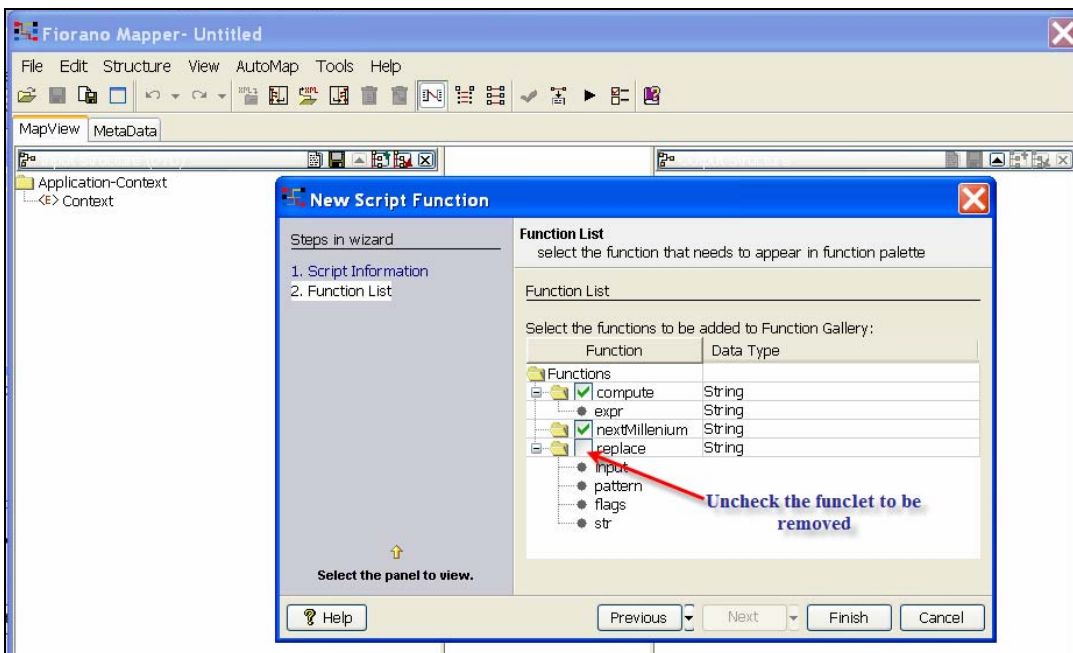 Fiorano Mapper- Untitled
File Edit Structure View AutoMap Tools Help
MapView MetaData
Application-Context
<E> Context
New Script Function
Steps in wizard
1. Script Information
2. Function List
Select the panel to view.
Function List
select the function that needs to appear in function palette
Function List
Select the functions to be added to Function Gallery:
Function Data Type
Functions
compute String
expr String
nextMillenium String
replace String
input
pattern
flags
str
Uncheck the funclet to be
removed
Help Previous Next Finish Cancel